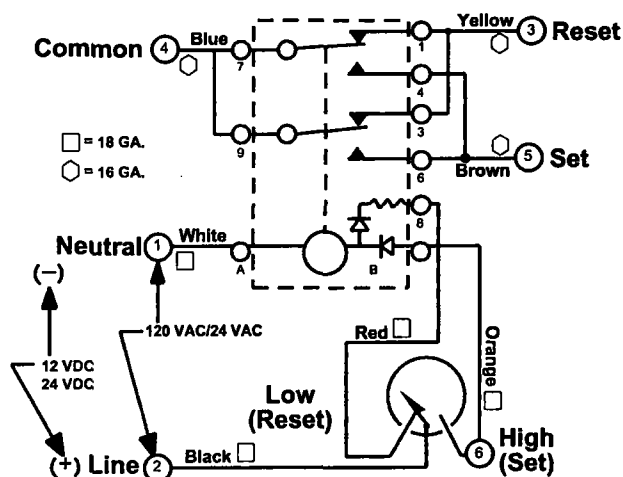 Yellow
Blue
Common
4
7
1
3
Reset
4
3
9
□ = 18 GA.
⬡ = 16 GA.
6
Brown
5
Set
8
White
Neutral
1
A
B
(−)
120 VAC/24 VAC
12 VDC
24 VDC
Red
Orange
Low
(Reset)
High
(Set)
6
Black
(+)
Line
2